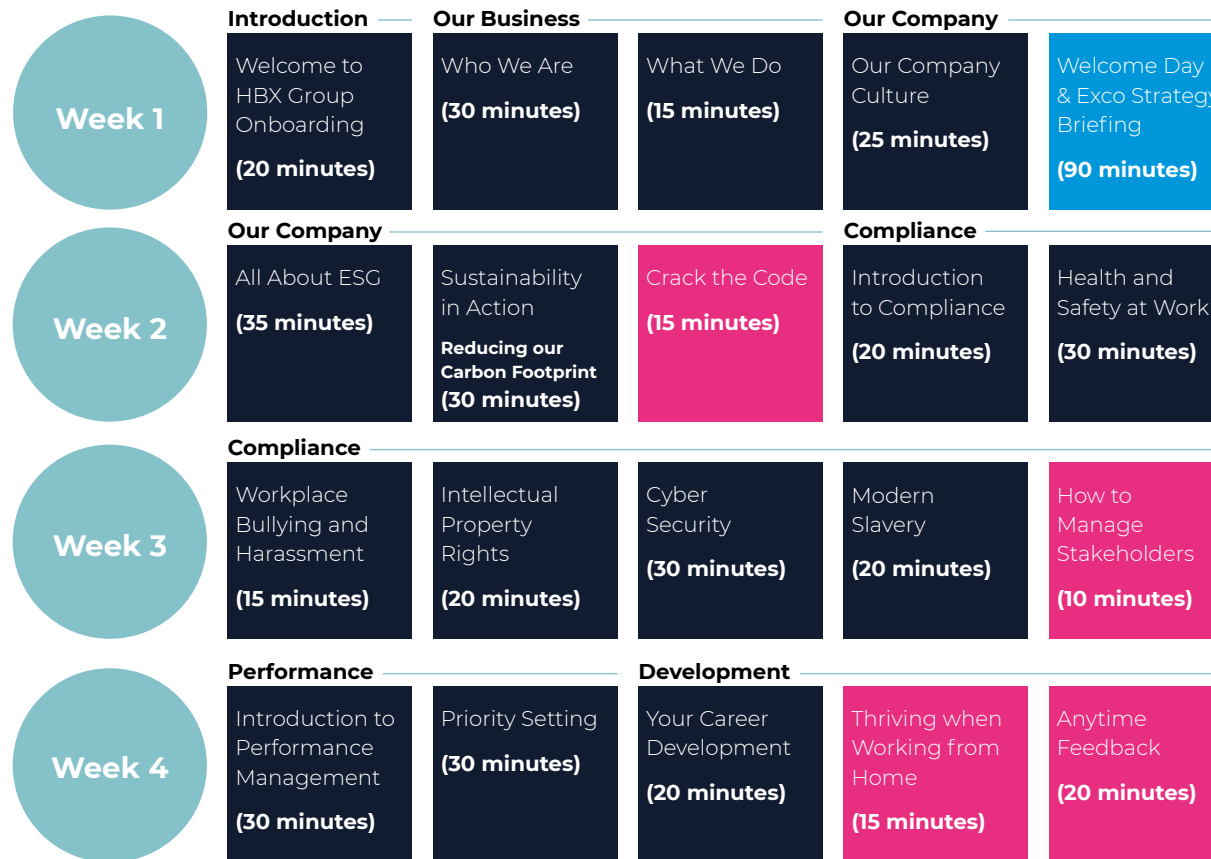 Introduction
Our Business
Our Company
Week 1
Welcome to
HBX Group
Onboarding
(20 minutes)
Who We Are
(30 minutes)
What We Do
(15 minutes)
Our Company
Culture
(25 minutes)
Welcome Day
& Exco Strategy
Briefing
(90 minutes)
Our Company
Compliance
Week 2
All About ESG
(35 minutes)
Sustainability
in Action
Reducing our
Carbon Footprint
(30 minutes)
Crack the Code
(15 minutes)
Introduction
to Compliance
(20 minutes)
Health and
Safety at Work
(30 minutes)
Compliance
Week 3
Workplace
Bullying and
Harassment
(15 minutes)
Intellectual
Property
Rights
(20 minutes)
Cyber
Security
(30 minutes)
Modern
Slavery
(20 minutes)
How to
Manage
Stakeholders
(10 minutes)
Performance
Development
Week 4
Introduction to
Performance
Management
(30 minutes)
Priority Setting
(30 minutes)
Your Career
Development
(20 minutes)
Thriving when
Working from
Home
(15 minutes)
Anytime
Feedback
(20 minutes)